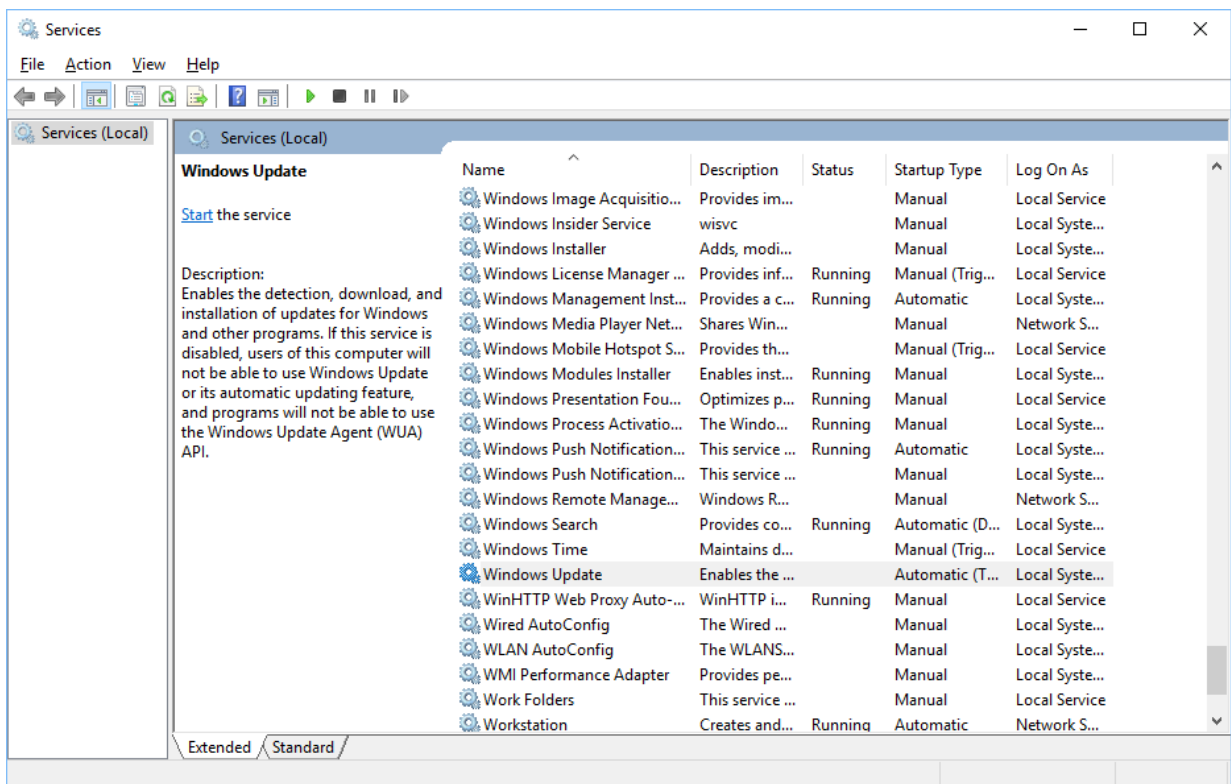 Services
File Action View Help
Services (Local)
Services (Local)
Windows Update
Start the service
Description:
Enables the detection, download, and
installation of updates for Windows
and other programs. If this service is
disabled, users of this computer will
not be able to use Windows Update
or its automatic updating feature,
and programs will not be able to use
the Windows Update Agent (WUA)
API.
Name Description Status Startup Type Log On As
Windows Image Acquisitio... Provides im... Manual Local Service
Windows Insider Service wisvc Manual Local Syste...
Windows Installer Adds, modi... Manual Local Syste...
Windows License Manager ... Provides inf... Running Manual (Trig... Local Service
Windows Management Inst... Provides a c... Running Automatic Local Syste...
Windows Media Player Net... Shares Win... Manual Network S...
Windows Mobile Hotspot S... Provides th... Manual (Trig... Local Service
Windows Modules Installer Enables inst... Running Manual Local Syste...
Windows Presentation Fou... Optimizes p... Running Manual Local Service
Windows Process Activatio... The Windo... Running Manual Local Syste...
Windows Push Notification... This service ... Running Automatic Local Syste...
Windows Push Notification... This service ... Manual Local Syste...
Windows Remote Manage... Windows R... Manual Network S...
Windows Search Provides co... Running Automatic (D... Local Syste...
Windows Time Maintains d... Manual (Trig... Local Service
Windows Update Enables the ... Automatic (T... Local Syste...
WinHTTP Web Proxy Auto-... WinHTTP i... Running Manual Local Service
Wired AutoConfig The Wired ... Manual Local Syste...
WLAN AutoConfig The WLANS... Manual Local Syste...
WMI Performance Adapter Provides pe... Manual Local Syste...
Work Folders This service ... Manual Local Service
Workstation Creates and... Running Automatic Network S...
Extended Standard